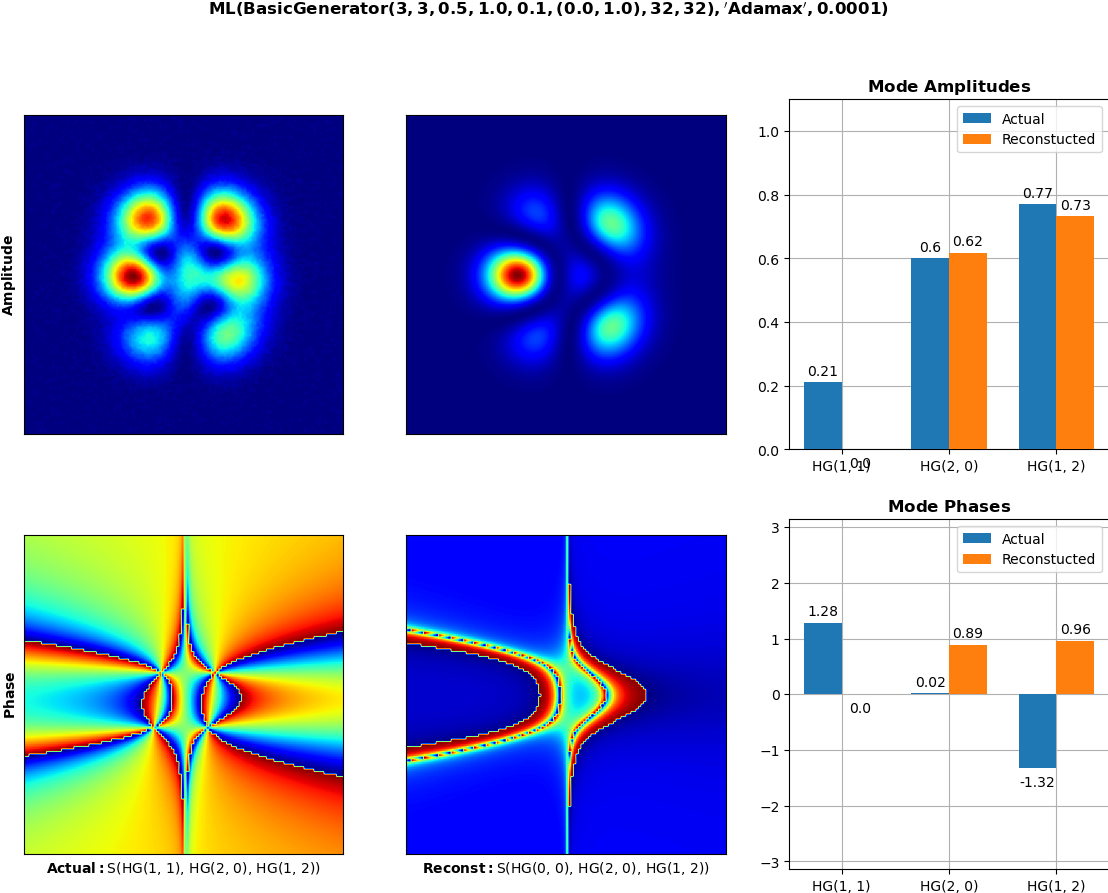 ML(BasicGenerator(3, 3, 0.5, 1.0, 0.1, (0.0, 1.0), 32, 32), 'Adamax', 0.0001)
Amplitude
Mode Amplitudes
Actual
Reconstucted
1.0
0.8
0.6
0.4
0.2
0.0
0.21
0.0
0.6
0.62
0.77
0.73
HG(1, 1)
HG(2, 0)
HG(1, 2)
Phase
Actual: S(HG(1, 1), HG(2, 0), HG(1, 2))
Reconst: S(HG(0, 0), HG(2, 0), HG(1, 2))
Mode Phases
Actual
Reconstucted
3
2
1
0
−1
−2
−3
1.28
0.0
0.02
0.89
-1.32
0.96
HG(1, 1)
HG(2, 0)
HG(1, 2)